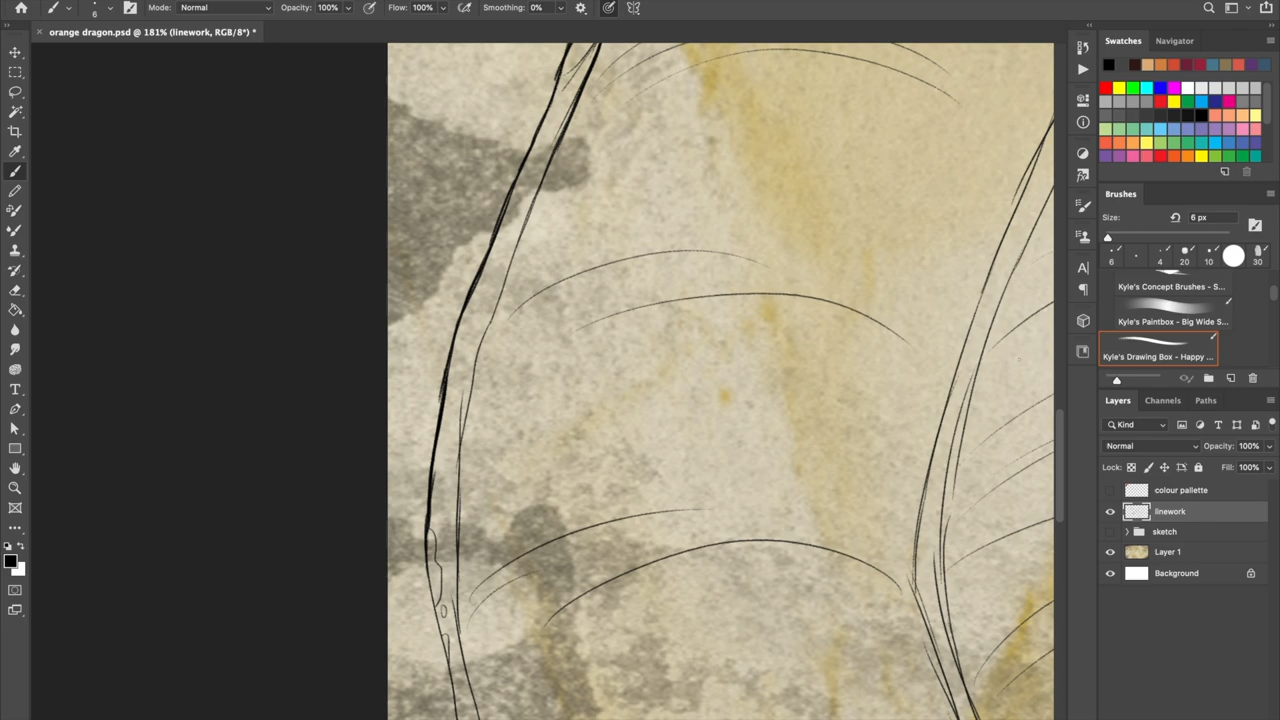 6
Mode: Normal
Opacity: 100%
Flow: 100%
Smoothing: 0%
× orange dragon.psd @ 181% (linework, RGB/8*) *
Swatches
Navigator
Brushes
Size:
6 px
6
4
20
10
30
Kyle's Concept Brushes - S...
Kyle's Paintbox - Big Wide S...
Kyle's Drawing Box - Happy ...
Layers
Channels
Paths
Kind
Normal
Opacity: 100%
Lock:
Fill: 100%
colour pallette
linework
sketch
Layer 1
Background